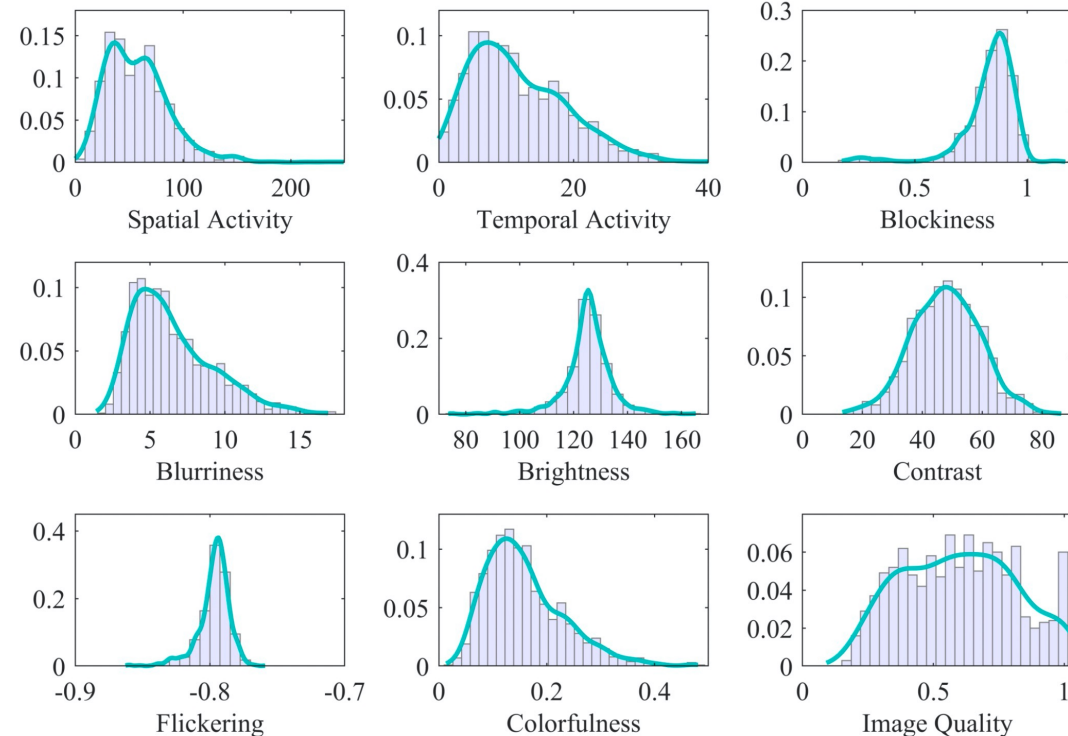 0.15
0.1
0.05
0
0 100 200
Spatial Activity
0.1
0.05
0
0 20 40
Temporal Activity
0.3
0.2
0.1
0
0 0.5 1
Blockiness
0.1
0.05
0
0 5 10 15
Blurriness
0.4
0.2
0
80 100 120 140 160
Brightness
0.1
0.05
0
0 20 40 60 80
Contrast
0.4
0.2
0
-0.9 -0.8 -0.7
Flickering
0.1
0.05
0
0 0.2 0.4
Colorfulness
0.06
0.04
0.02
0
0 0.5 1
Image Quality